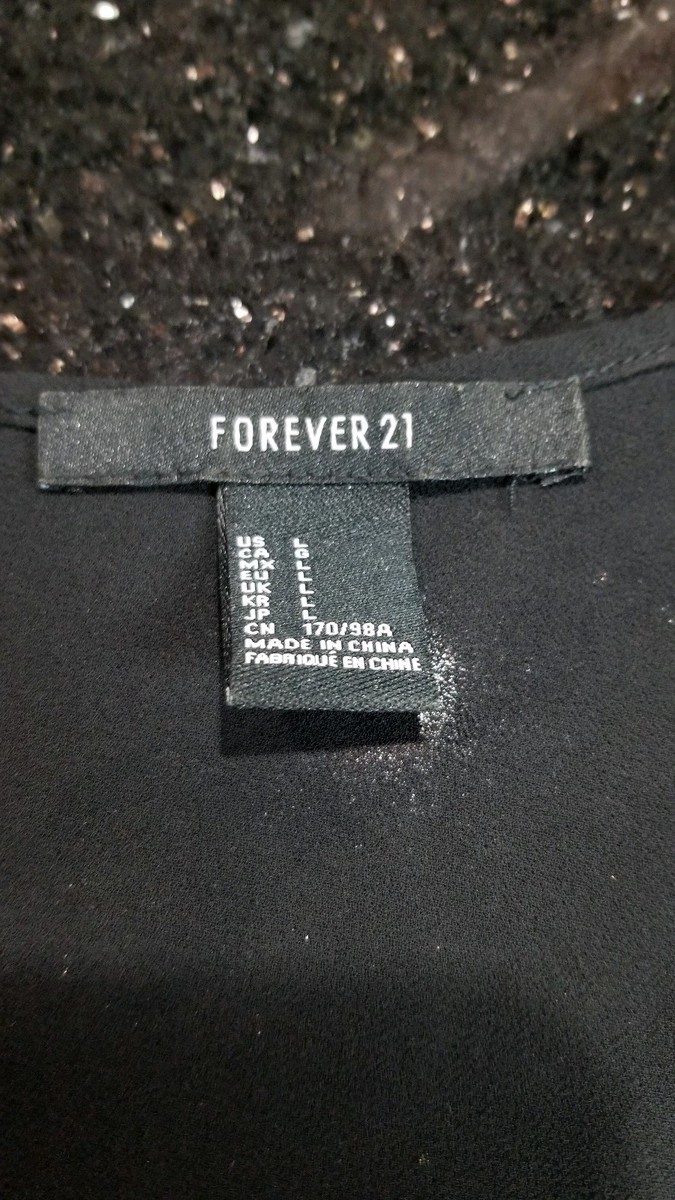 FOREVER 21
US L
CA G
MX L
EU L
UK L
KR L
JP L
CN 170/98A
MADE IN CHINA
FABRIQUÉ EN CHINE